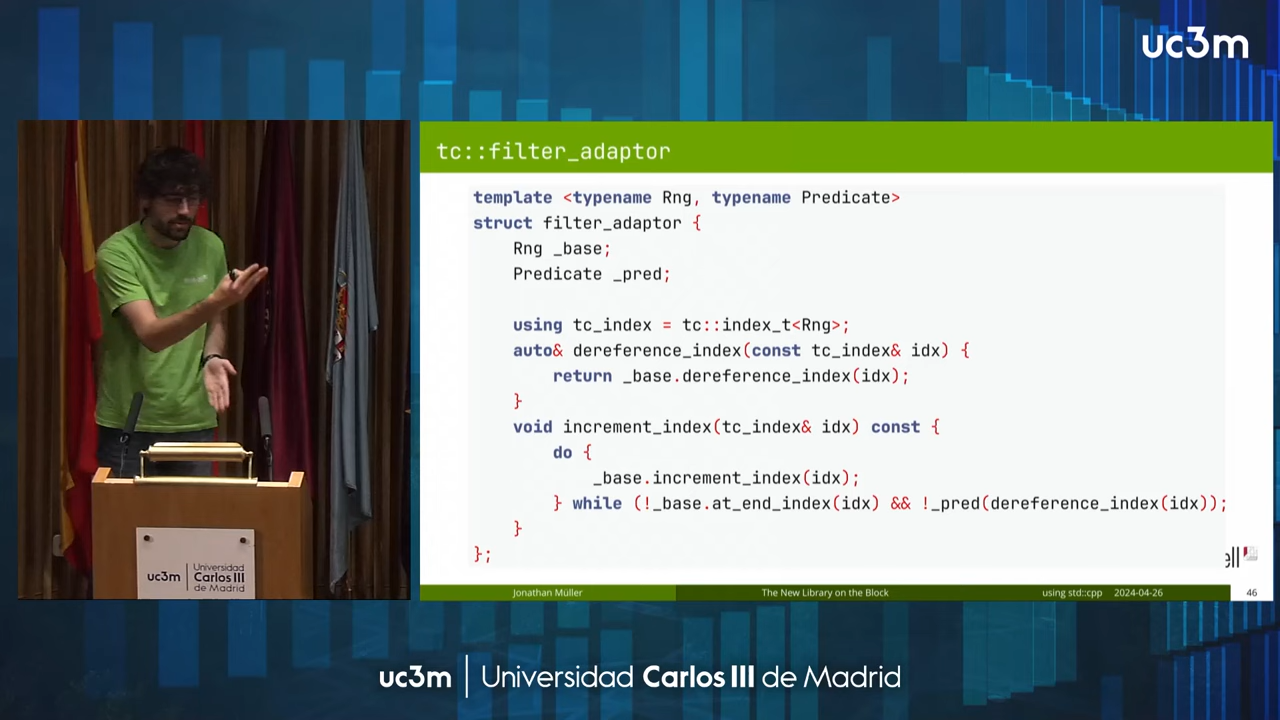 uc3m
tc::filter_adaptor
template <typename Rng, typename Predicate>
struct filter_adaptor {
    Rng _base;
    Predicate _pred;

    using tc_index = tc::index_t<Rng>;
    auto& dereference_index(const tc_index& idx) {
        return _base.dereference_index(idx);
    }
    void increment_index(tc_index& idx) const {
        do {
            _base.increment_index(idx);
        } while (!_base.at_end_index(idx) && !_pred(dereference_index(idx));
    }
};
ell
Jonathan Müller The New Library on the Block using std::cpp 2024-04-26 46
uc3m Universidad
Carlos III
de Madrid
uc3m Universidad Carlos III de Madrid